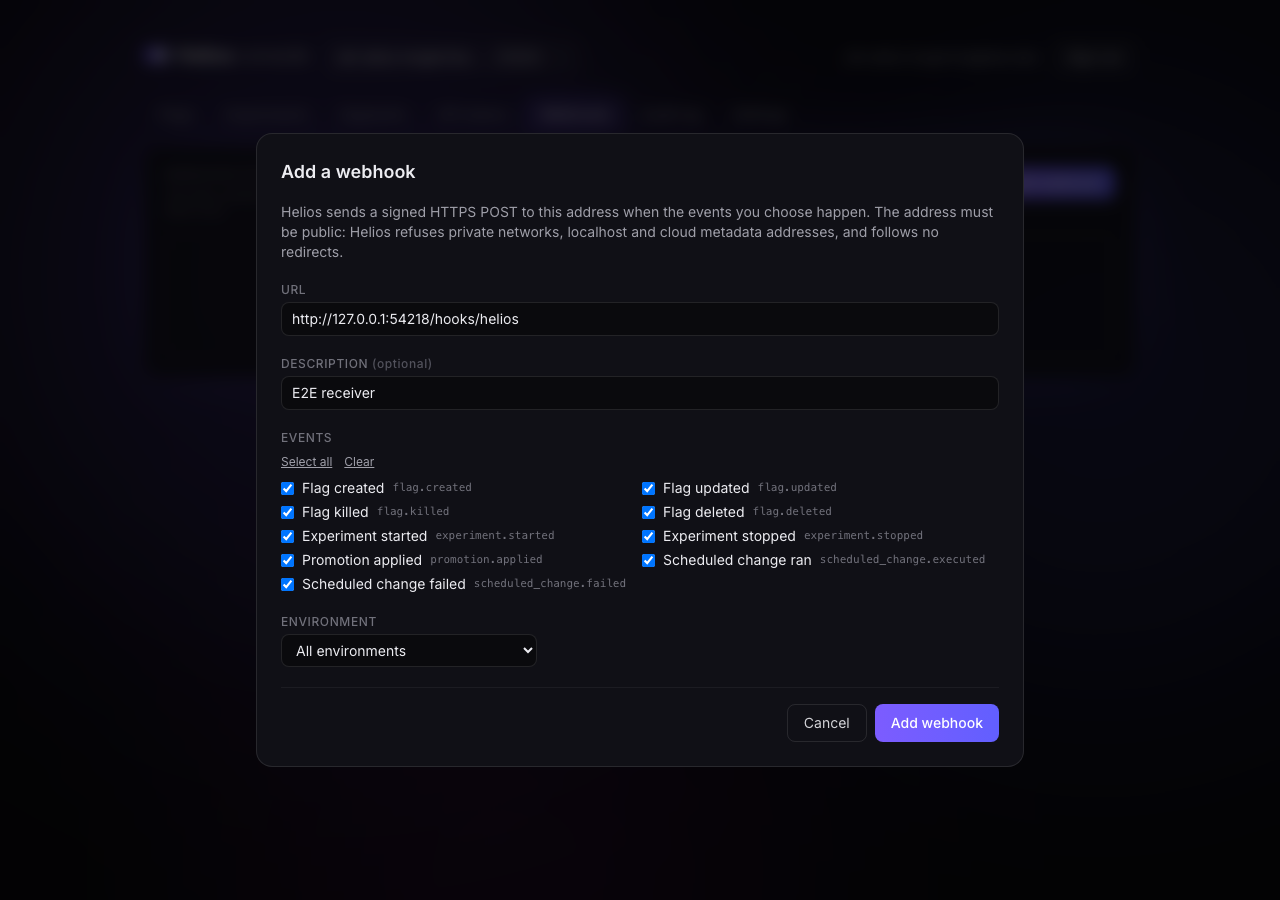 Add a webhook
Helios sends a signed HTTPS POST to this address when the events you choose happen. The address must
be public: Helios refuses private networks, localhost and cloud metadata addresses, and follows no
redirects.
URL
http://127.0.0.1:54218/hooks/helios
DESCRIPTION (optional)
E2E receiver
EVENTS
Select all Clear
Flag created flag.created Flag updated flag.updated
Flag killed flag.killed Flag deleted flag.deleted
Experiment started experiment.started Experiment stopped experiment.stopped
Promotion applied promotion.applied Scheduled change ran scheduled_change.executed
Scheduled change failed scheduled_change.failed
ENVIRONMENT
All environments
Cancel Add webhook